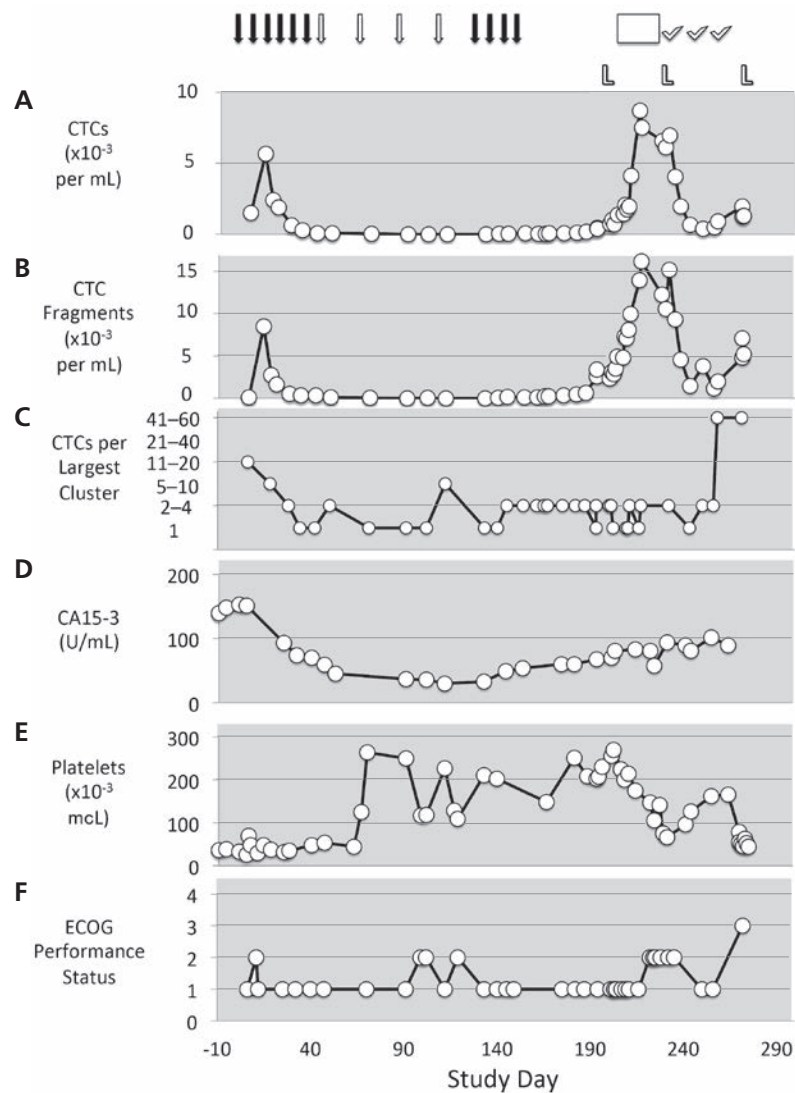 L L L
A
CTCs
(x10-3
per mL)
10
5
0
B
CTC
Fragments
(x10-3
per mL)
15
10
5
0
C
CTCs per
Largest
Cluster
41–60
21–40
11–20
5–10
2–4
1
D
CA15-3
(U/mL)
200
100
0
E
Platelets
(x10-3
mcL)
300
200
100
0
F
ECOG
Performance
Status
4
3
2
1
0
-10 40 90 140 190 240 290
Study Day